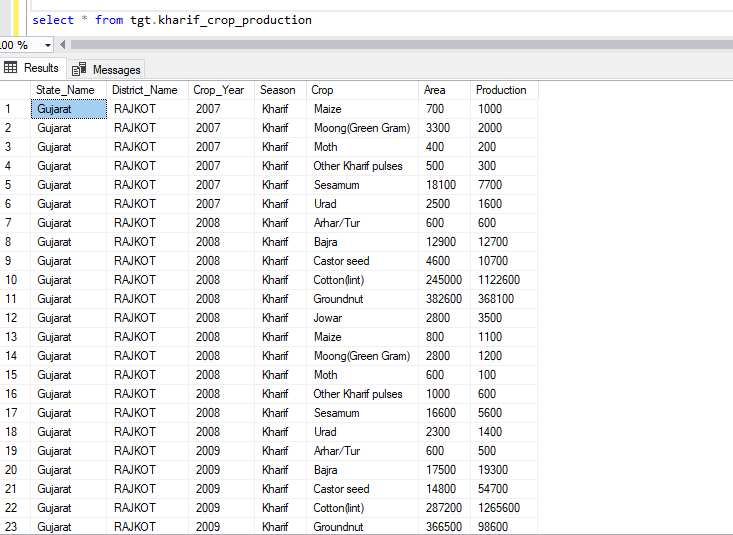 select * from tgt.kharif_crop_production
.00 %
Results Messages
State_Name District_Name Crop_Year Season Crop Area Production
1 Gujarat RAJKOT 2007 Kharif Maize 700 1000
2 Gujarat RAJKOT 2007 Kharif Moong(Green Gram) 3300 2000
3 Gujarat RAJKOT 2007 Kharif Moth 400 200
4 Gujarat RAJKOT 2007 Kharif Other Kharif pulses 500 300
5 Gujarat RAJKOT 2007 Kharif Sesamum 18100 7700
6 Gujarat RAJKOT 2007 Kharif Urad 2500 1600
7 Gujarat RAJKOT 2008 Kharif Arhar/Tur 600 600
8 Gujarat RAJKOT 2008 Kharif Bajra 12900 12700
9 Gujarat RAJKOT 2008 Kharif Castor seed 4600 10700
10 Gujarat RAJKOT 2008 Kharif Cotton(lint) 245000 1122600
11 Gujarat RAJKOT 2008 Kharif Groundnut 382600 368100
12 Gujarat RAJKOT 2008 Kharif Jowar 2800 3500
13 Gujarat RAJKOT 2008 Kharif Maize 800 1100
14 Gujarat RAJKOT 2008 Kharif Moong(Green Gram) 2800 1200
15 Gujarat RAJKOT 2008 Kharif Moth 600 100
16 Gujarat RAJKOT 2008 Kharif Other Kharif pulses 1000 600
17 Gujarat RAJKOT 2008 Kharif Sesamum 16600 5600
18 Gujarat RAJKOT 2008 Kharif Urad 2300 1400
19 Gujarat RAJKOT 2009 Kharif Arhar/Tur 600 500
20 Gujarat RAJKOT 2009 Kharif Bajra 17500 19300
21 Gujarat RAJKOT 2009 Kharif Castor seed 14800 54700
22 Gujarat RAJKOT 2009 Kharif Cotton(lint) 287200 1265600
23 Gujarat RAJKOT 2009 Kharif Groundnut 366500 98600